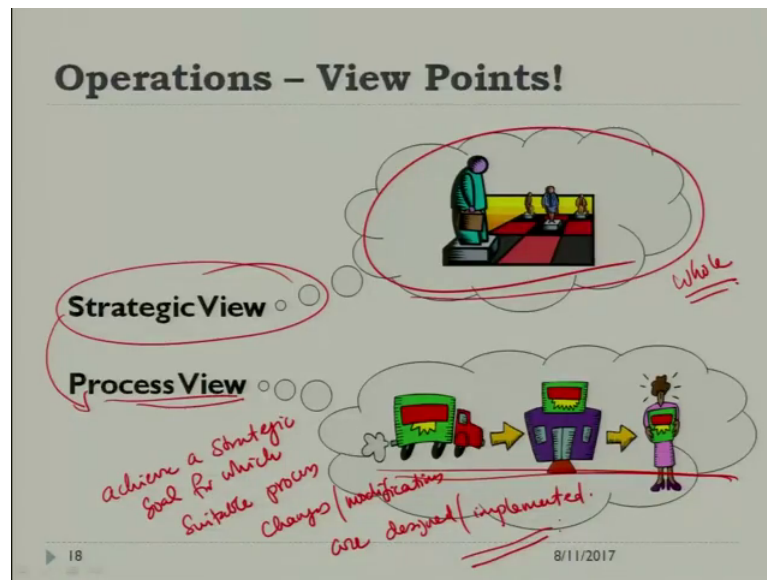 Operations – View Points!
whole
Strategic View
Process View
achieve a strategic
goal for which
suitable process
changes/modifications
are designed/implemented.
18
8/11/2017